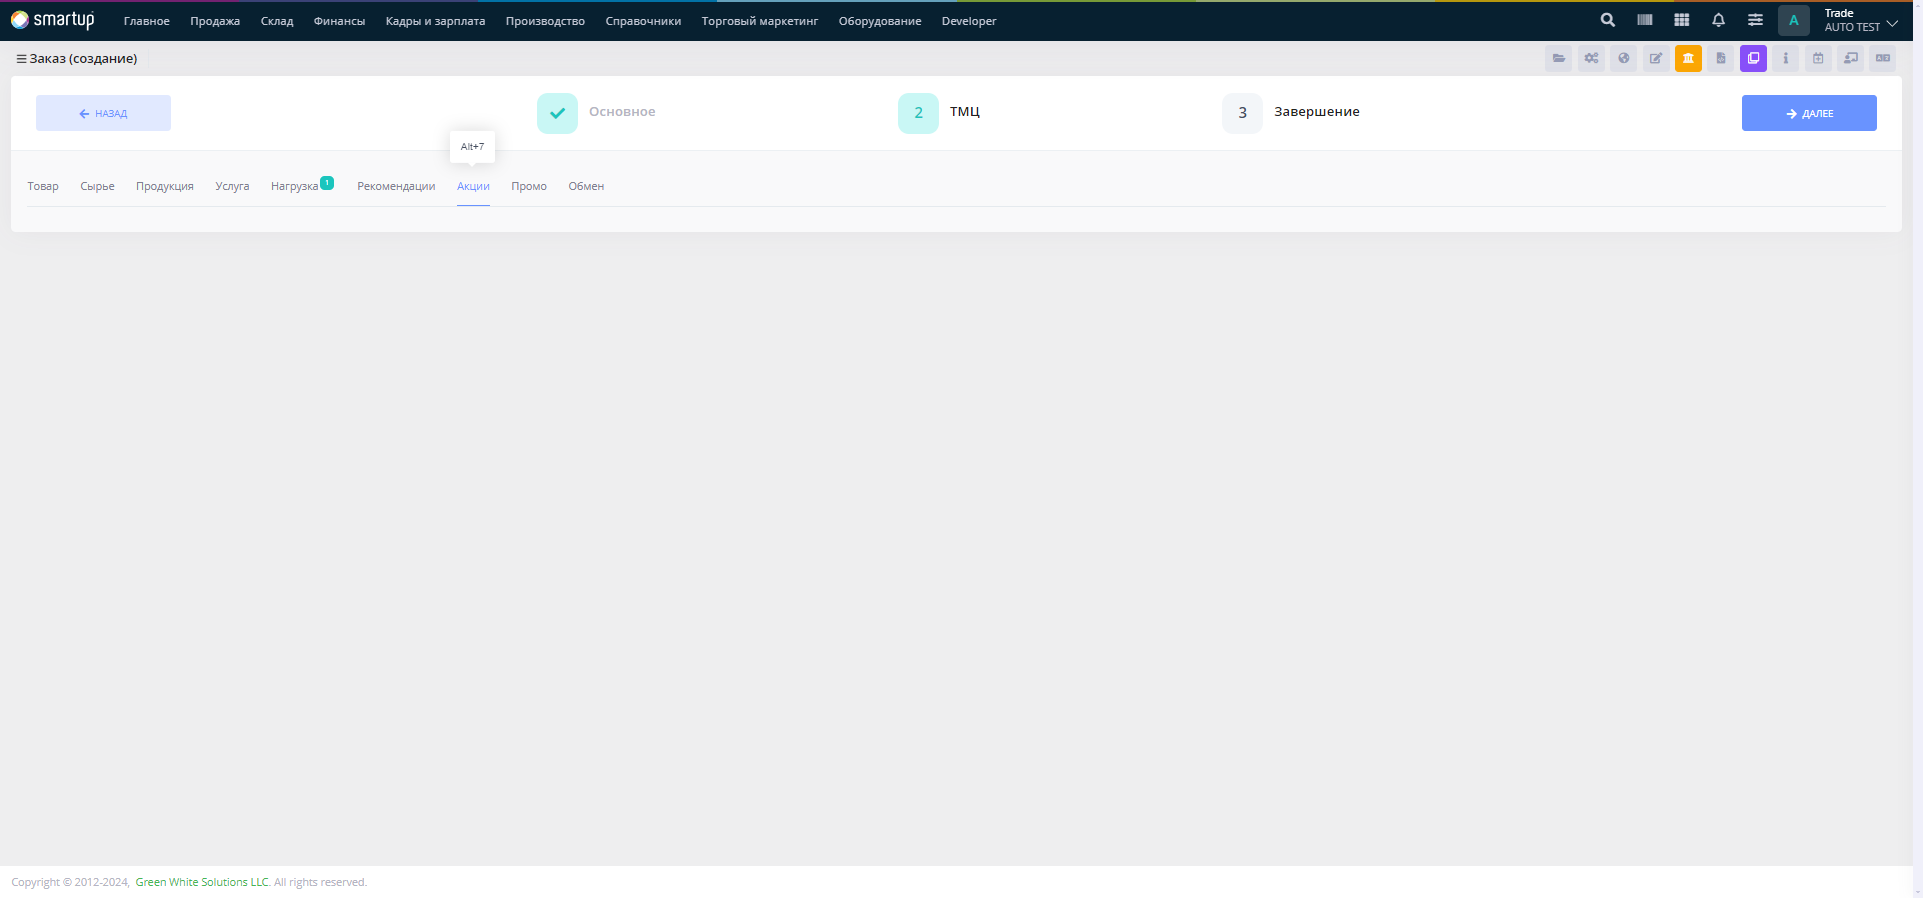 smartup Главное Продажа Склад Финансы Кадры и зарплата Производство Справочники Торговый маркетинг Оборудование Developer A Trade
AUTO TEST
Заказ (создание)
НАЗАД Основное 2 ТМЦ 3 Завершение ДАЛЕЕ
Alt+7
Товар Сырье Продукция Услуга Нагрузка 1 Рекомендации Акции Промо Обмен
Copyright © 2012-2024, Green White Solutions LLC. All rights reserved.